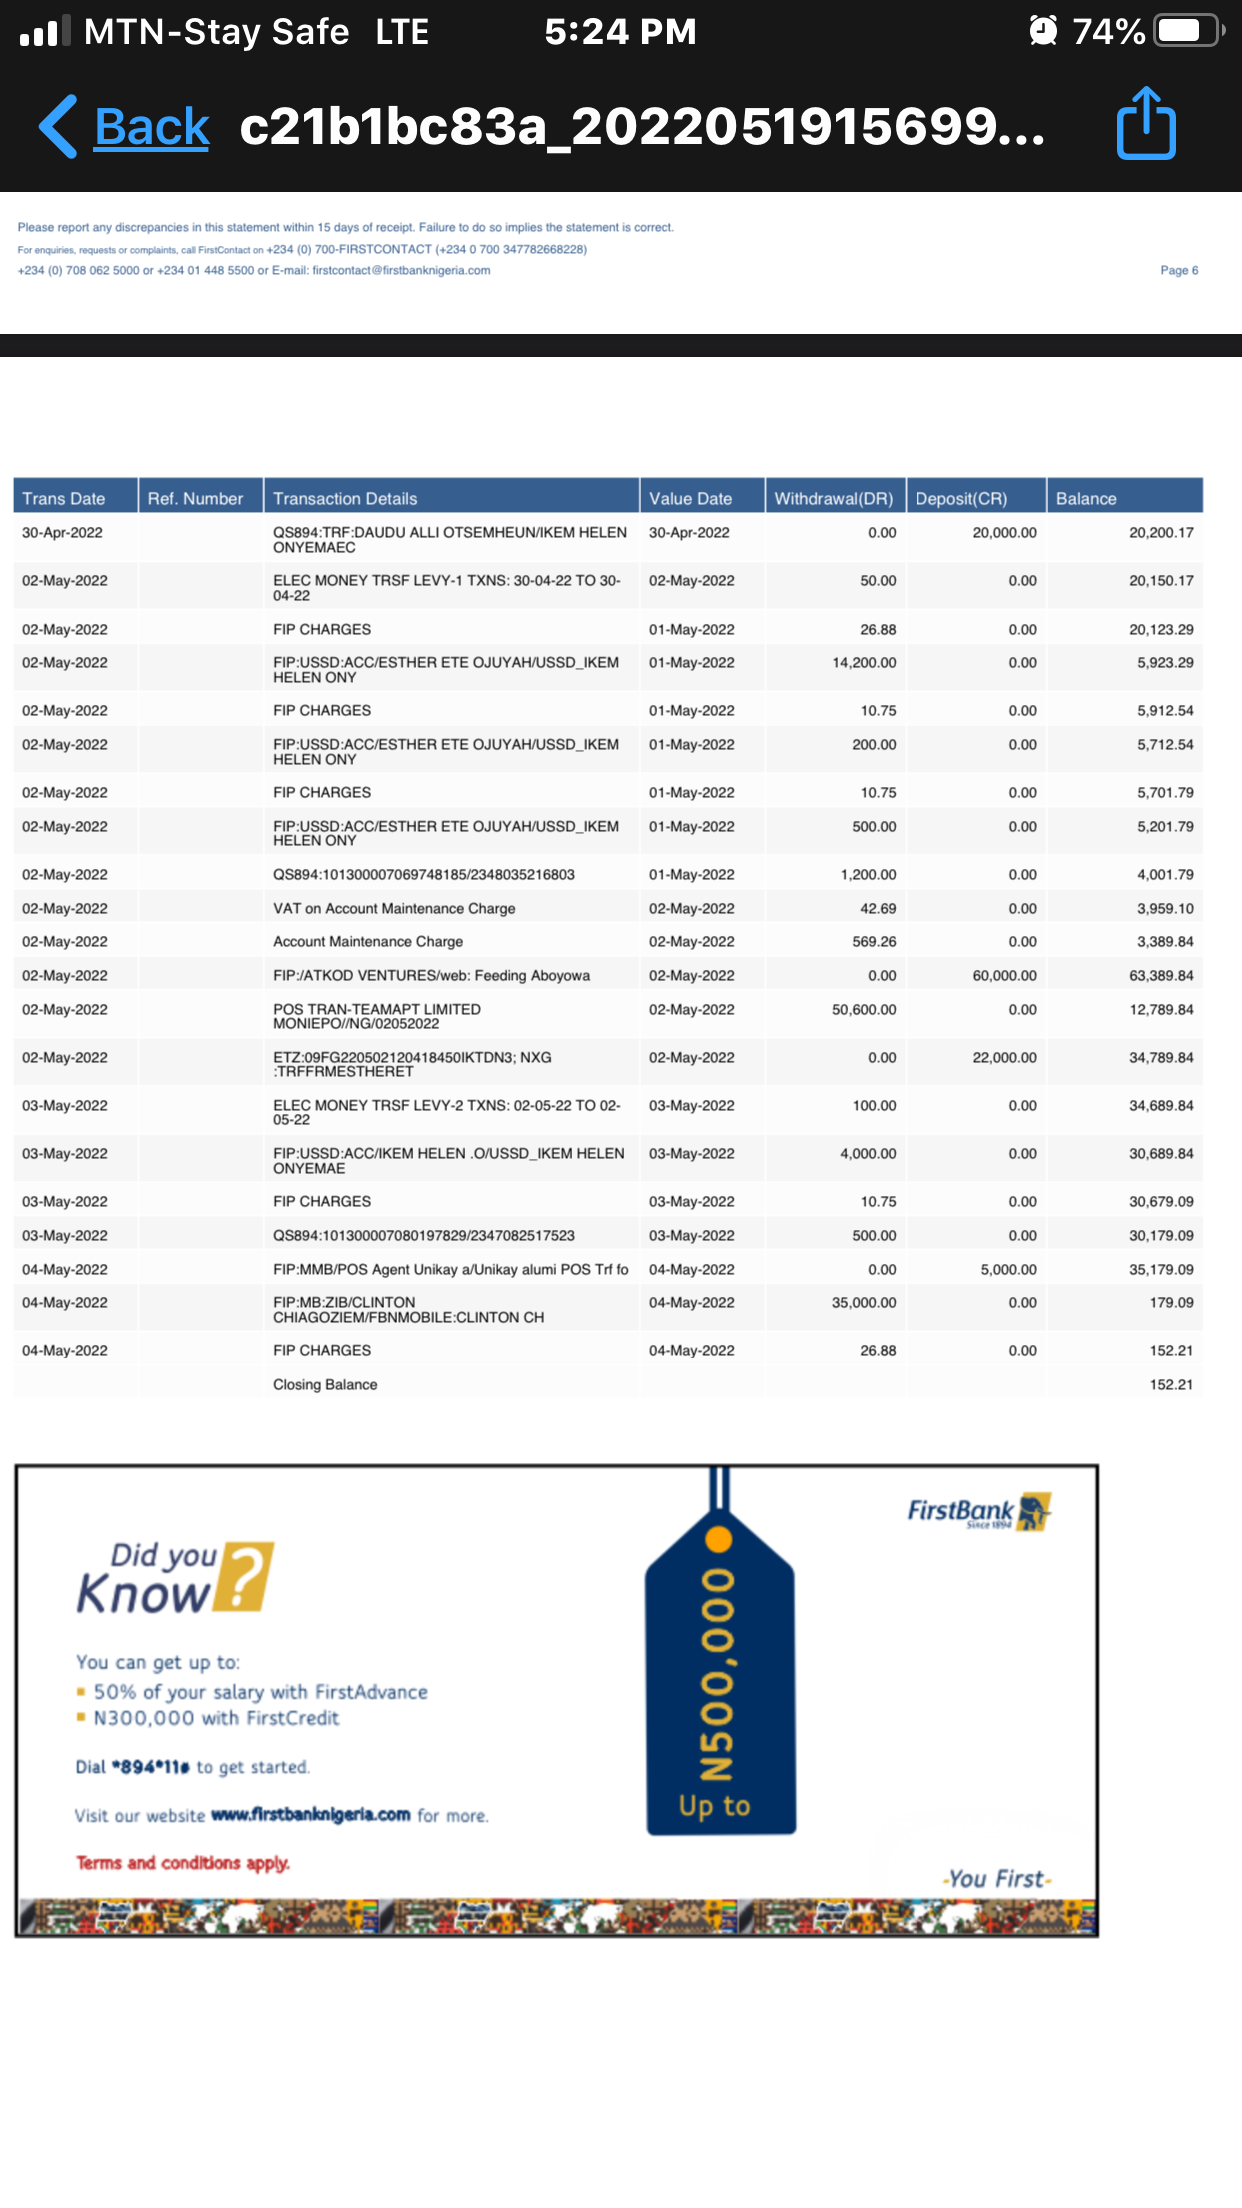 MTN-Stay Safe LTE 5:24 PM 74%
Back c21b1bc83a_2022051915699...
Please report any discrepancies in this statement within 15 days of receipt. Failure to do so implies the statement is correct.
For enquiries, requests or complaints, call FirstContact on +234 (0) 700-FIRSTCONTACT (+234 0 700 347782668228)
+234 (0) 708 062 5000 or +234 01 448 5500 or E-mail: firstcontact@firstbanknigeria.com Page 6
Trans Date Ref. Number Transaction Details Value Date Withdrawal(DR) Deposit(CR) Balance
30-Apr-2022 QS894:TRF:DAUDU ALLI OTSEMHEUN/IKEM HELEN 30-Apr-2022 0.00 20,000.00 20,200.17
ONYEMAEC
02-May-2022 ELEC MONEY TRSF LEVY-1 TXNS: 30-04-22 TO 30- 02-May-2022 50.00 0.00 20,150.17
04-22
02-May-2022 FIP CHARGES 01-May-2022 26.88 0.00 20,123.29
02-May-2022 FIP:USSD:ACC/ESTHER ETE OJUYAH/USSD_IKEM 01-May-2022 14,200.00 0.00 5,923.29
HELEN ONY
02-May-2022 FIP CHARGES 01-May-2022 10.75 0.00 5,912.54
02-May-2022 FIP:USSD:ACC/ESTHER ETE OJUYAH/USSD_IKEM 01-May-2022 200.00 0.00 5,712.54
HELEN ONY
02-May-2022 FIP CHARGES 01-May-2022 10.75 0.00 5,701.79
02-May-2022 FIP:USSD:ACC/ESTHER ETE OJUYAH/USSD_IKEM 01-May-2022 500.00 0.00 5,201.79
HELEN ONY
02-May-2022 QS894:101300007069748185/2348035216803 01-May-2022 1,200.00 0.00 4,001.79
02-May-2022 VAT on Account Maintenance Charge 02-May-2022 42.69 0.00 3,959.10
02-May-2022 Account Maintenance Charge 02-May-2022 569.26 0.00 3,389.84
02-May-2022 FIP:/ATKOD VENTURES/web: Feeding Aboyowa 02-May-2022 0.00 60,000.00 63,389.84
02-May-2022 POS TRAN-TEAMAPT LIMITED 02-May-2022 50,600.00 0.00 12,789.84
MONIEPO//NG/02052022
02-May-2022 ETZ:09FG220502120418450IKTDN3; NXG 02-May-2022 0.00 22,000.00 34,789.84
:TRFFRMESTHERET
03-May-2022 ELEC MONEY TRSF LEVY-2 TXNS: 02-05-22 TO 02- 03-May-2022 100.00 0.00 34,689.84
05-22
03-May-2022 FIP:USSD:ACC/IKEM HELEN .O/USSD_IKEM HELEN 03-May-2022 4,000.00 0.00 30,689.84
ONYEMAE
03-May-2022 FIP CHARGES 03-May-2022 10.75 0.00 30,679.09
03-May-2022 QS894:101300007080197829/2347082517523 03-May-2022 500.00 0.00 30,179.09
04-May-2022 FIP:MMB/POS Agent Unikay a/Unikay alumi POS Trf fo 04-May-2022 0.00 5,000.00 35,179.09
04-May-2022 FIP:MB:ZIB/CLINTON 04-May-2022 35,000.00 0.00 179.09
CHIAGOZIEM/FBNMOBILE:CLINTON CH
04-May-2022 FIP CHARGES 04-May-2022 26.88 0.00 152.21
Closing Balance 152.21
FirstBank
Since 1894
Did you
Know ?
You can get up to:
50% of your salary with FirstAdvance
N300,000 with FirstCredit
Dial *894*11# to get started.
Visit our website www.firstbanknigeria.com for more.
Terms and conditions apply.
Up to
N500,000
-You First-